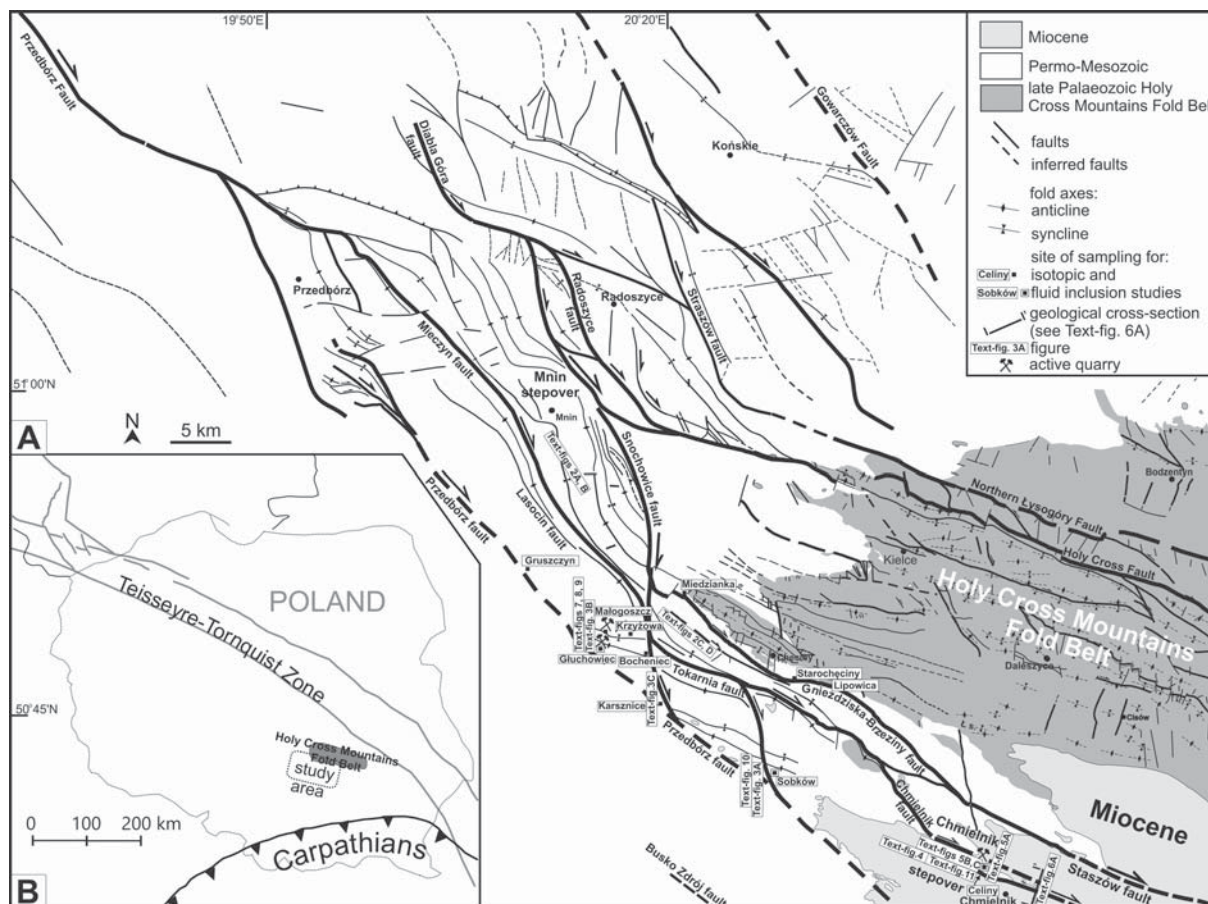 19°50'E
20°20'E
Przedbórz Fault
Diabla Góra
fault
Końskie
Gowarczów Fault
Miocene
Permo-Mesozoic
late Palaeozoic Holy
Cross Mountains Fold Belt
faults
inferred faults
fold axes:
anticline
syncline
site of sampling for:
Celiny
isotopic and
Sobków
fluid inclusion studies
geological cross-section
(see Text-fig. 6A)
Text-fig. 3A
figure
active quarry
Przedbórz
Radoszyce
fault
Radoszyce
Straszów fault
Mieczyn fault
51°00'N
Mnin
stepover
Mnin
A
N
5 km
Text-figs 2A, B
Snochowice fault
Lasocin fault
Przedbórz fault
Bodzentyn
Northern Łysogóry Fault
Holy Cross Fault
Kielce
Holy Cross Mountains
Fold Belt
Daleszyce
Cisów
Gruszczyn
Miedzianka
Text-figs 7, 8, 9
Text-fig. 3B
Małogoszcz
Krzyżowa
Głuchowiec
Bocheniec
Text-figs 2C, D
Chęciny
Starochęciny
Lipowica
Tokarnia fault
Gnieździska-Brzeziny fault
Text-fig. 3C
Karsznice
Przedbórz fault
Text-fig. 10
Text-fig. 3A
Sobków
Chmielnik
fault
Miocene
Chmielnik
Text-figs 5B, C
Text-fig. 5A
Text-fig.4
Text-fig.11
stepover
Celiny
Chmielnik
Text-fig. 6A
Staszów fault
Busko Zdrój fault
50°45'N
Teisseyre-Tornquist Zone
POLAND
Holy Cross Mountains
Fold Belt
study
area
0 100 200 km
Carpathians
B